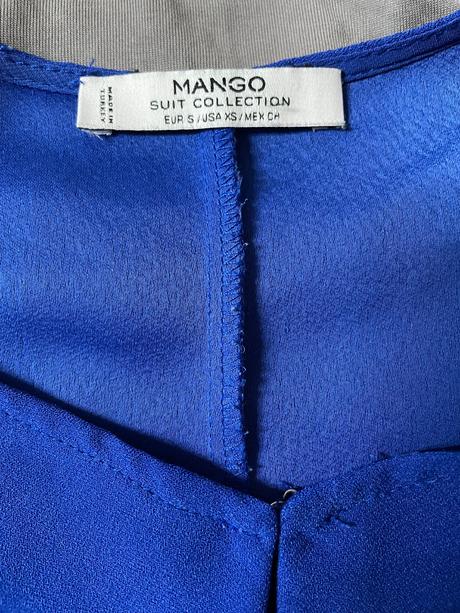 MANGO
SUIT COLLECTION
EUR S / USA XS / MEX CH
MADE IN
TURKEY